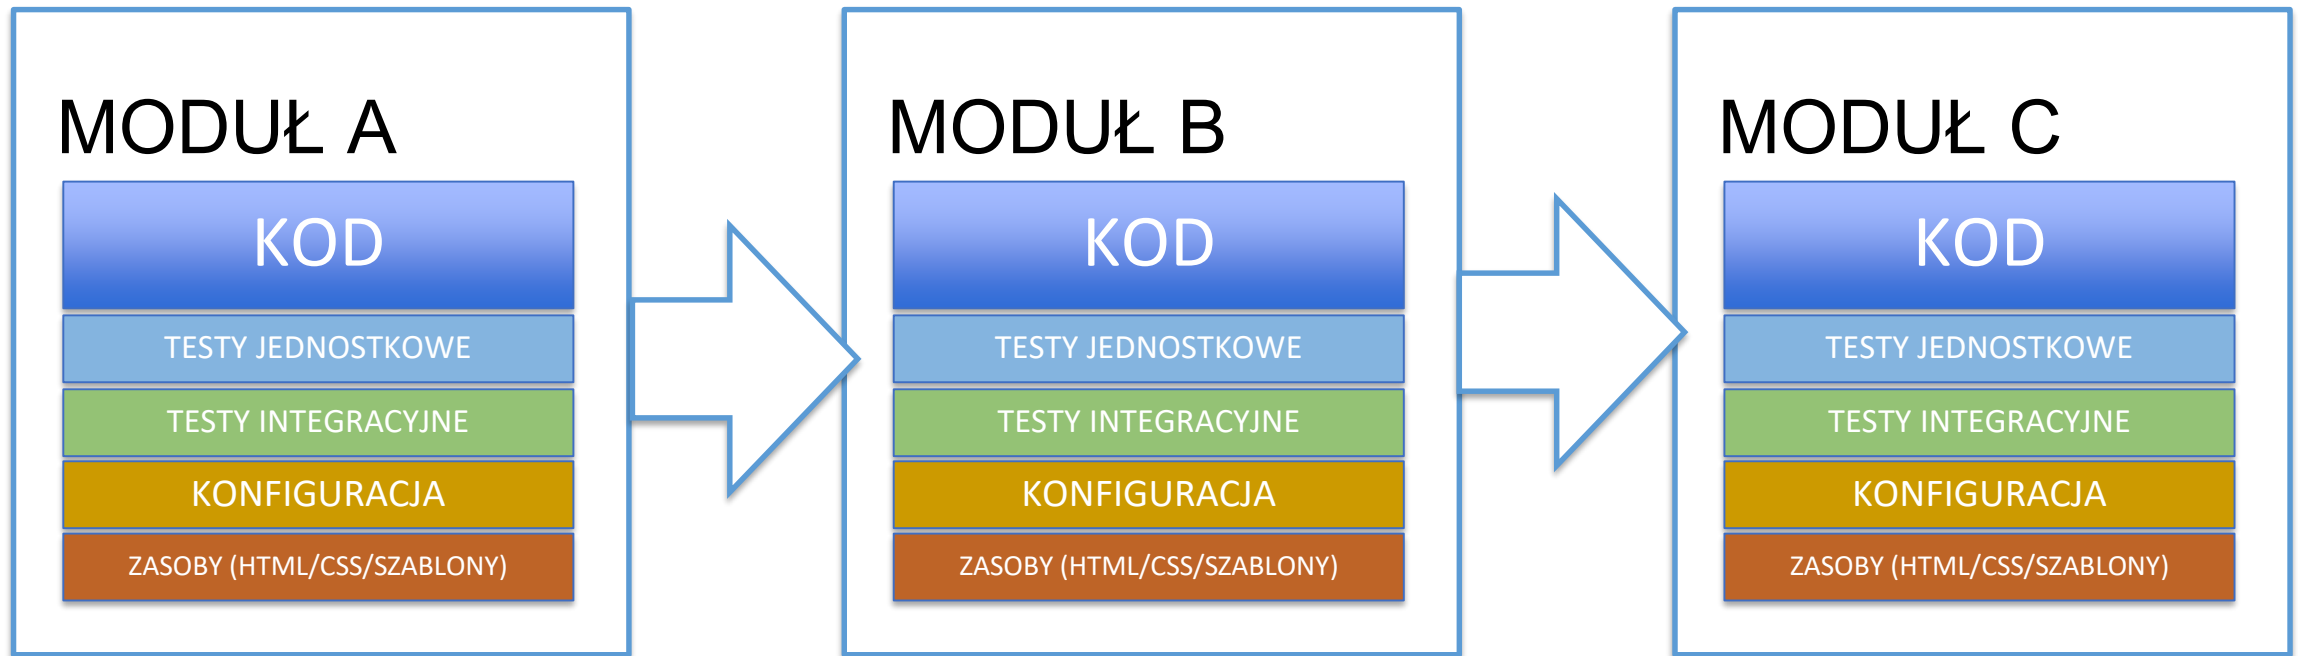 MODUŁ A
KOD
TESTY JEDNOSTKOWE
TESTY INTEGRACYJNE
KONFIGURACJA
ZASOBY (HTML/CSS/SZABLONY)
MODUŁ B
KOD
TESTY JEDNOSTKOWE
TESTY INTEGRACYJNE
KONFIGURACJA
ZASOBY (HTML/CSS/SZABLONY)
MODUŁ C
KOD
TESTY JEDNOSTKOWE
TESTY INTEGRACYJNE
KONFIGURACJA
ZASOBY (HTML/CSS/SZABLONY)